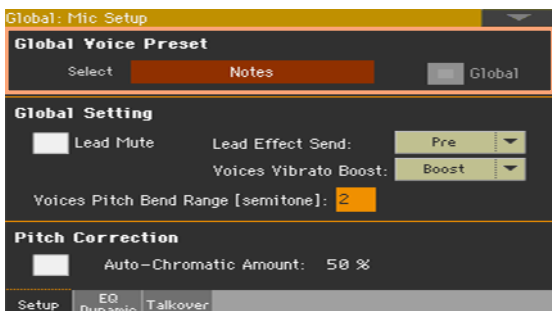 Global: Mic Setup
Global Voice Preset
Select Notes Global
Global Setting
Lead Mute Lead Effect Send: Pre
Voices Vibrato Boost: Boost
Voices Pitch Bend Range [semitone]: 2
Pitch Correction
Auto-Chromatic Amount: 50 %
Setup EQ Dynamic Talkover